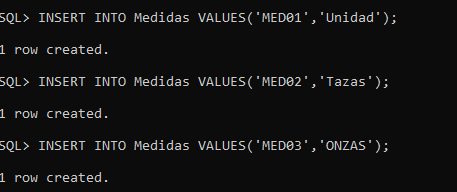 SQL> INSERT INTO Medidas VALUES('MED01','Unidad');
1 row created.
SQL> INSERT INTO Medidas VALUES('MED02','Tazas');
1 row created.
SQL> INSERT INTO Medidas VALUES('MED03','ONZAS');
1 row created.